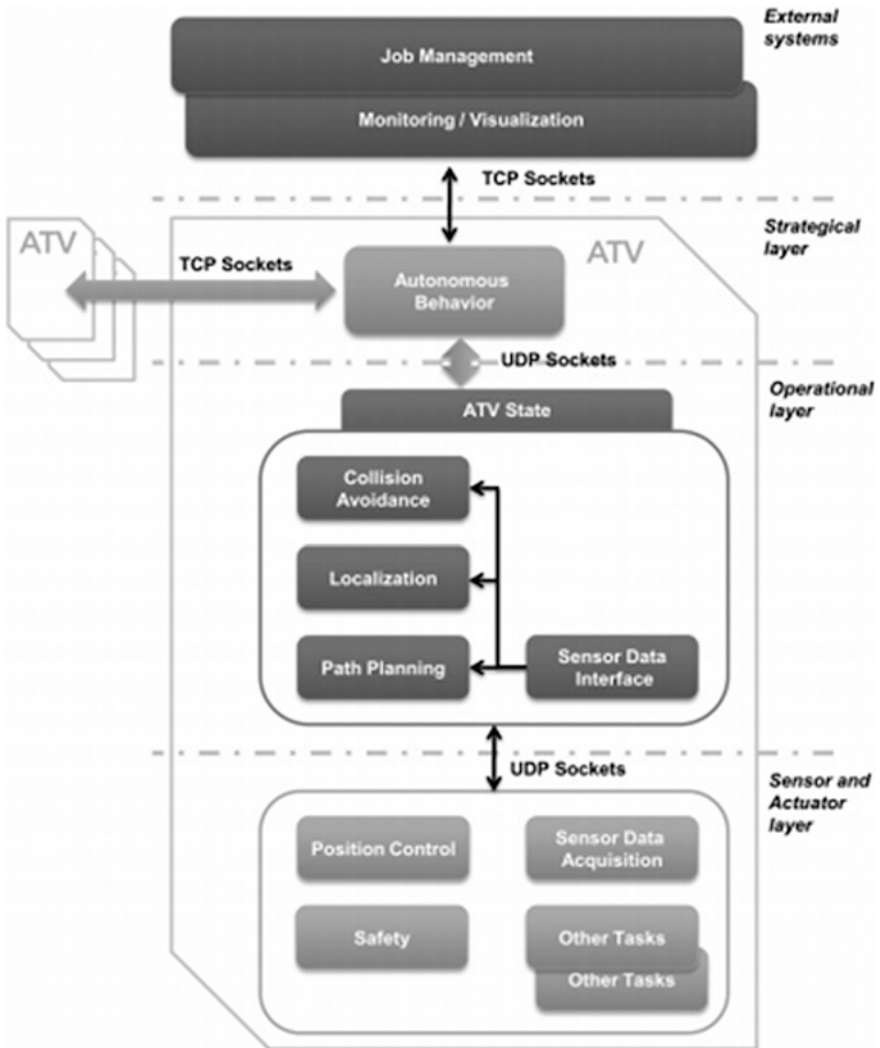 External
systems
Job Management
Monitoring / Visualization
TCP Sockets
Strategical
layer
ATV
ATV
TCP Sockets
Autonomous
Behavior
UDP Sockets
Operational
layer
ATV State
Collision
Avoidance
Localization
Path Planning
Sensor Data
Interface
UDP Sockets
Sensor and
Actuator
layer
Position Control
Sensor Data
Acquisition
Safety
Other Tasks
Other Tasks